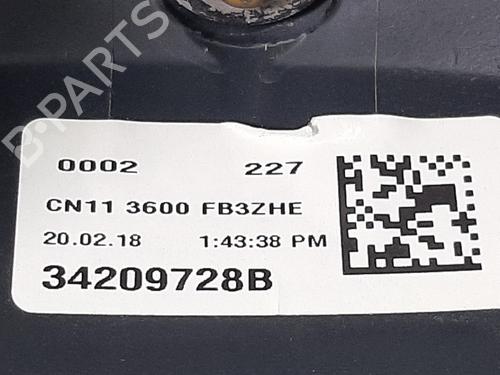 B-PARTS
0002 227
CN11 3600 FB3ZHE
20.02.18 1:43:38 PM
34209728B